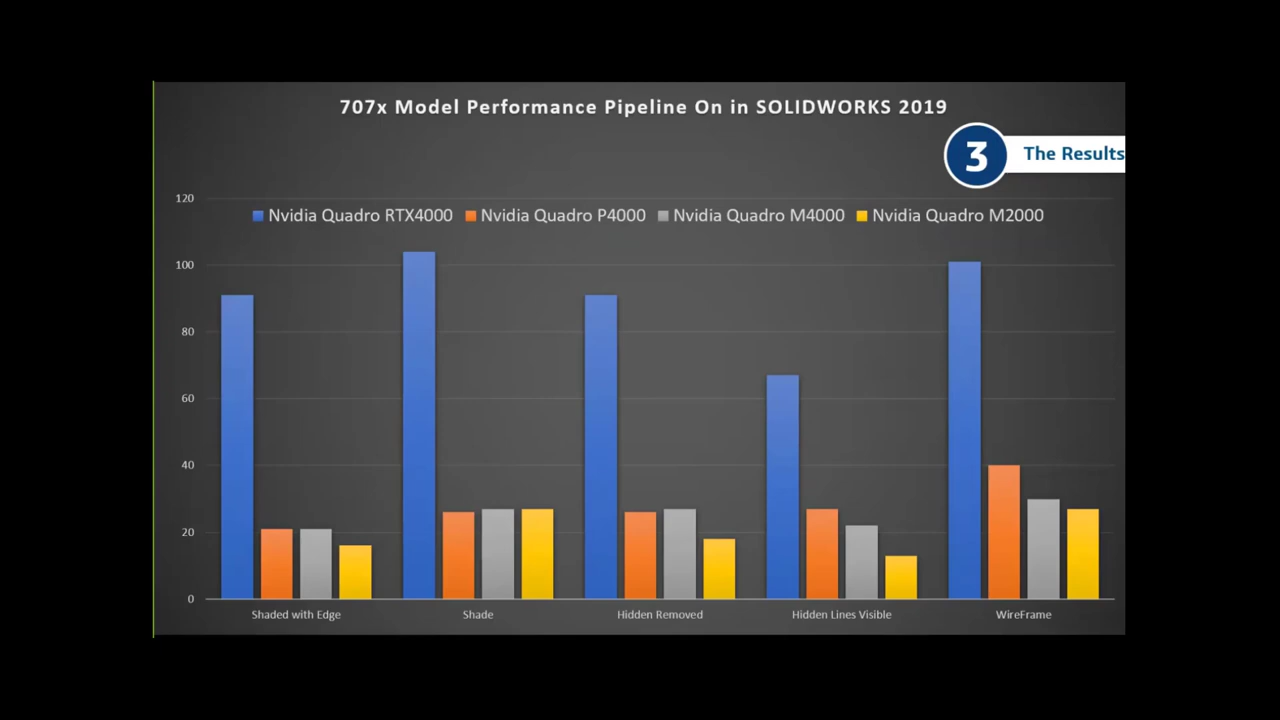 707x Model Performance Pipeline On in SOLIDWORKS 2019
3 The Results
120
Nvidia Quadro RTX4000 Nvidia Quadro P4000 Nvidia Quadro M4000 Nvidia Quadro M2000
100
80
60
40
20
0
Shaded with Edge Shade Hidden Removed Hidden Lines Visible WireFrame